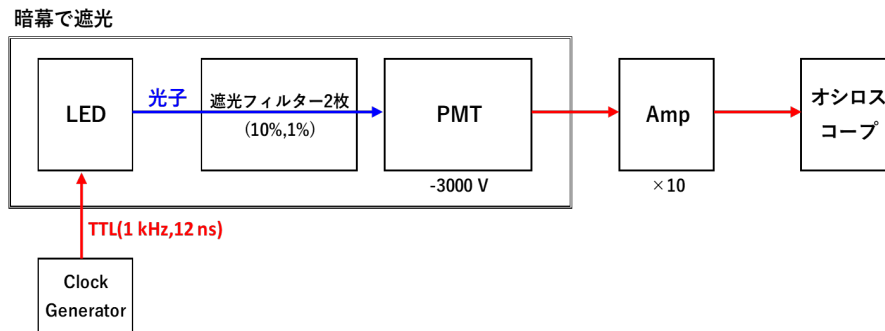 暗幕で遮光
LED
光子
遮光フィルター2枚
(10%,1%)
PMT
-3000 V
Amp
×10
オシロス
コープ
TTL(1 kHz,12 ns)
Clock
Generator